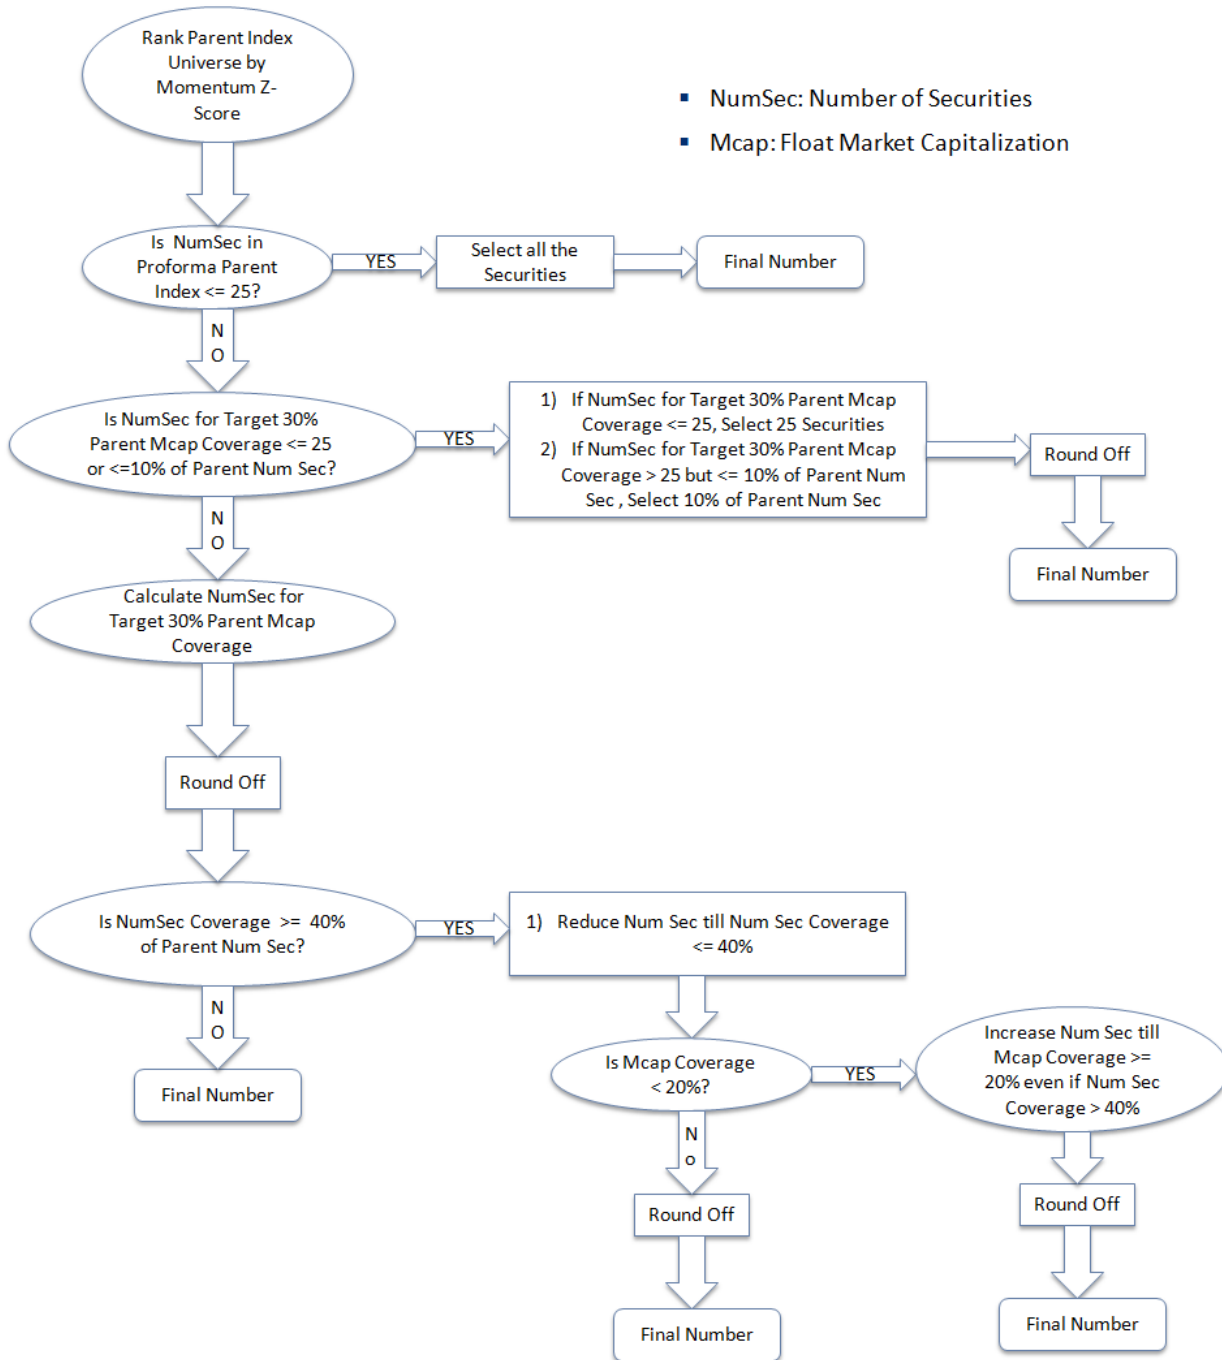 Rank Parent Index
Universe by
Momentum Z-
Score
▪ NumSec: Number of Securities
▪ Mcap: Float Market Capitalization
Is NumSec in
Proforma Parent
Index <= 25?
YES
Select all the
Securities
Final Number
N
O
Is NumSec for Target 30%
Parent Mcap Coverage <= 25
or <=10% of Parent Num Sec?
YES
1) If NumSec for Target 30% Parent Mcap
Coverage <= 25, Select 25 Securities
2) If NumSec for Target 30% Parent Mcap
Coverage > 25 but <= 10% of Parent Num
Sec , Select 10% of Parent Num Sec
Round Off
Final Number
N
O
Calculate NumSec for
Target 30% Parent Mcap
Coverage
Round Off
Is NumSec Coverage >= 40%
of Parent Num Sec?
YES
1) Reduce Num Sec till Num Sec Coverage
<= 40%
N
O
Final Number
Is Mcap Coverage
< 20%?
YES
Increase Num Sec till
Mcap Coverage >=
20% even if Num Sec
Coverage > 40%
N
o
Round Off
Final Number
Round Off
Final Number